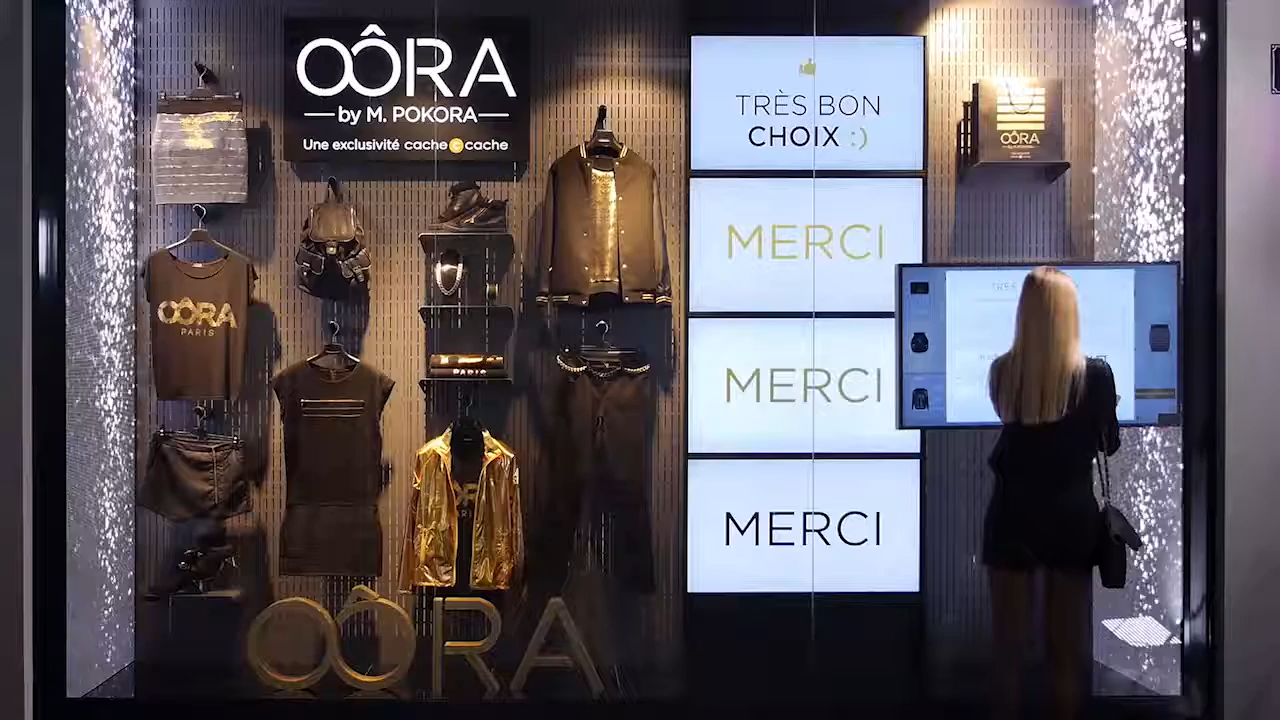 OÔRA
by M. POKORA
Une exclusivité cache c cache
TRÈS BON
CHOIX :)
MERCI
MERCI
MERCI
OÔRA
OÔRA
PARIS
PARIS
OÔRA